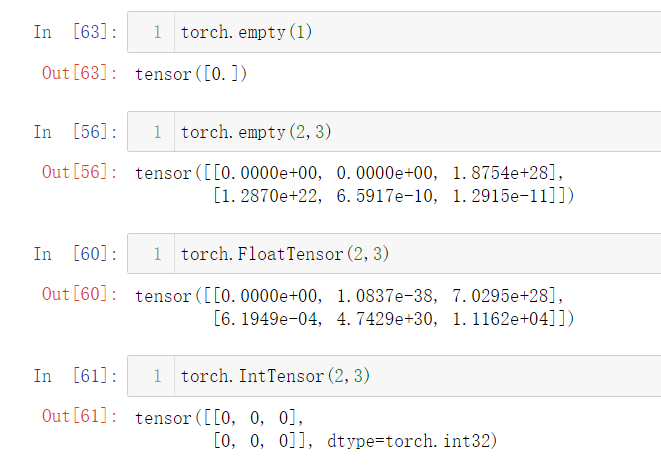 In [63]: 1 torch.empty(1)
Out[63]: tensor([0.])
In [56]: 1 torch.empty(2,3)
Out[56]: tensor([[0.0000e+00, 0.0000e+00, 1.8754e+28],
[1.2870e+22, 6.5917e-10, 1.2915e-11]])
In [60]: 1 torch.FloatTensor(2,3)
Out[60]: tensor([[0.0000e+00, 1.0837e-38, 7.0295e+28],
[6.1949e-04, 4.7429e+30, 1.1162e+04]])
In [61]: 1 torch.IntTensor(2,3)
Out[61]: tensor([[0, 0, 0],
[0, 0, 0]], dtype=torch.int32)